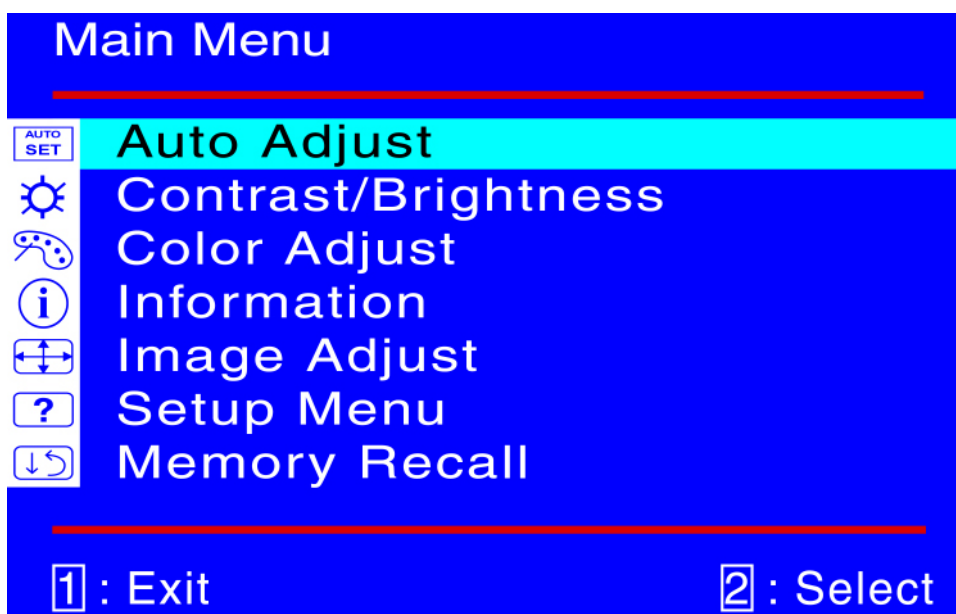 Main Menu
AUTO SET Auto Adjust
Contrast/Brightness
Color Adjust
i Information
Image Adjust
? Setup Menu
Memory Recall
1 : Exit 2 : Select